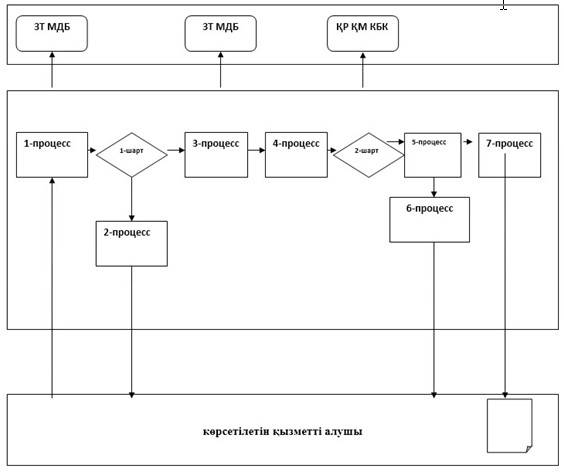 ЗТ МДБ
ЗТ МДБ
ҚР ҚМ КБК
1-процесс
1-шарт
3-процесс
4-процесс
2-шарт
5-процесс
7-процесс
2-процесс
6-процесс
көрсетілетін қызметті алушы